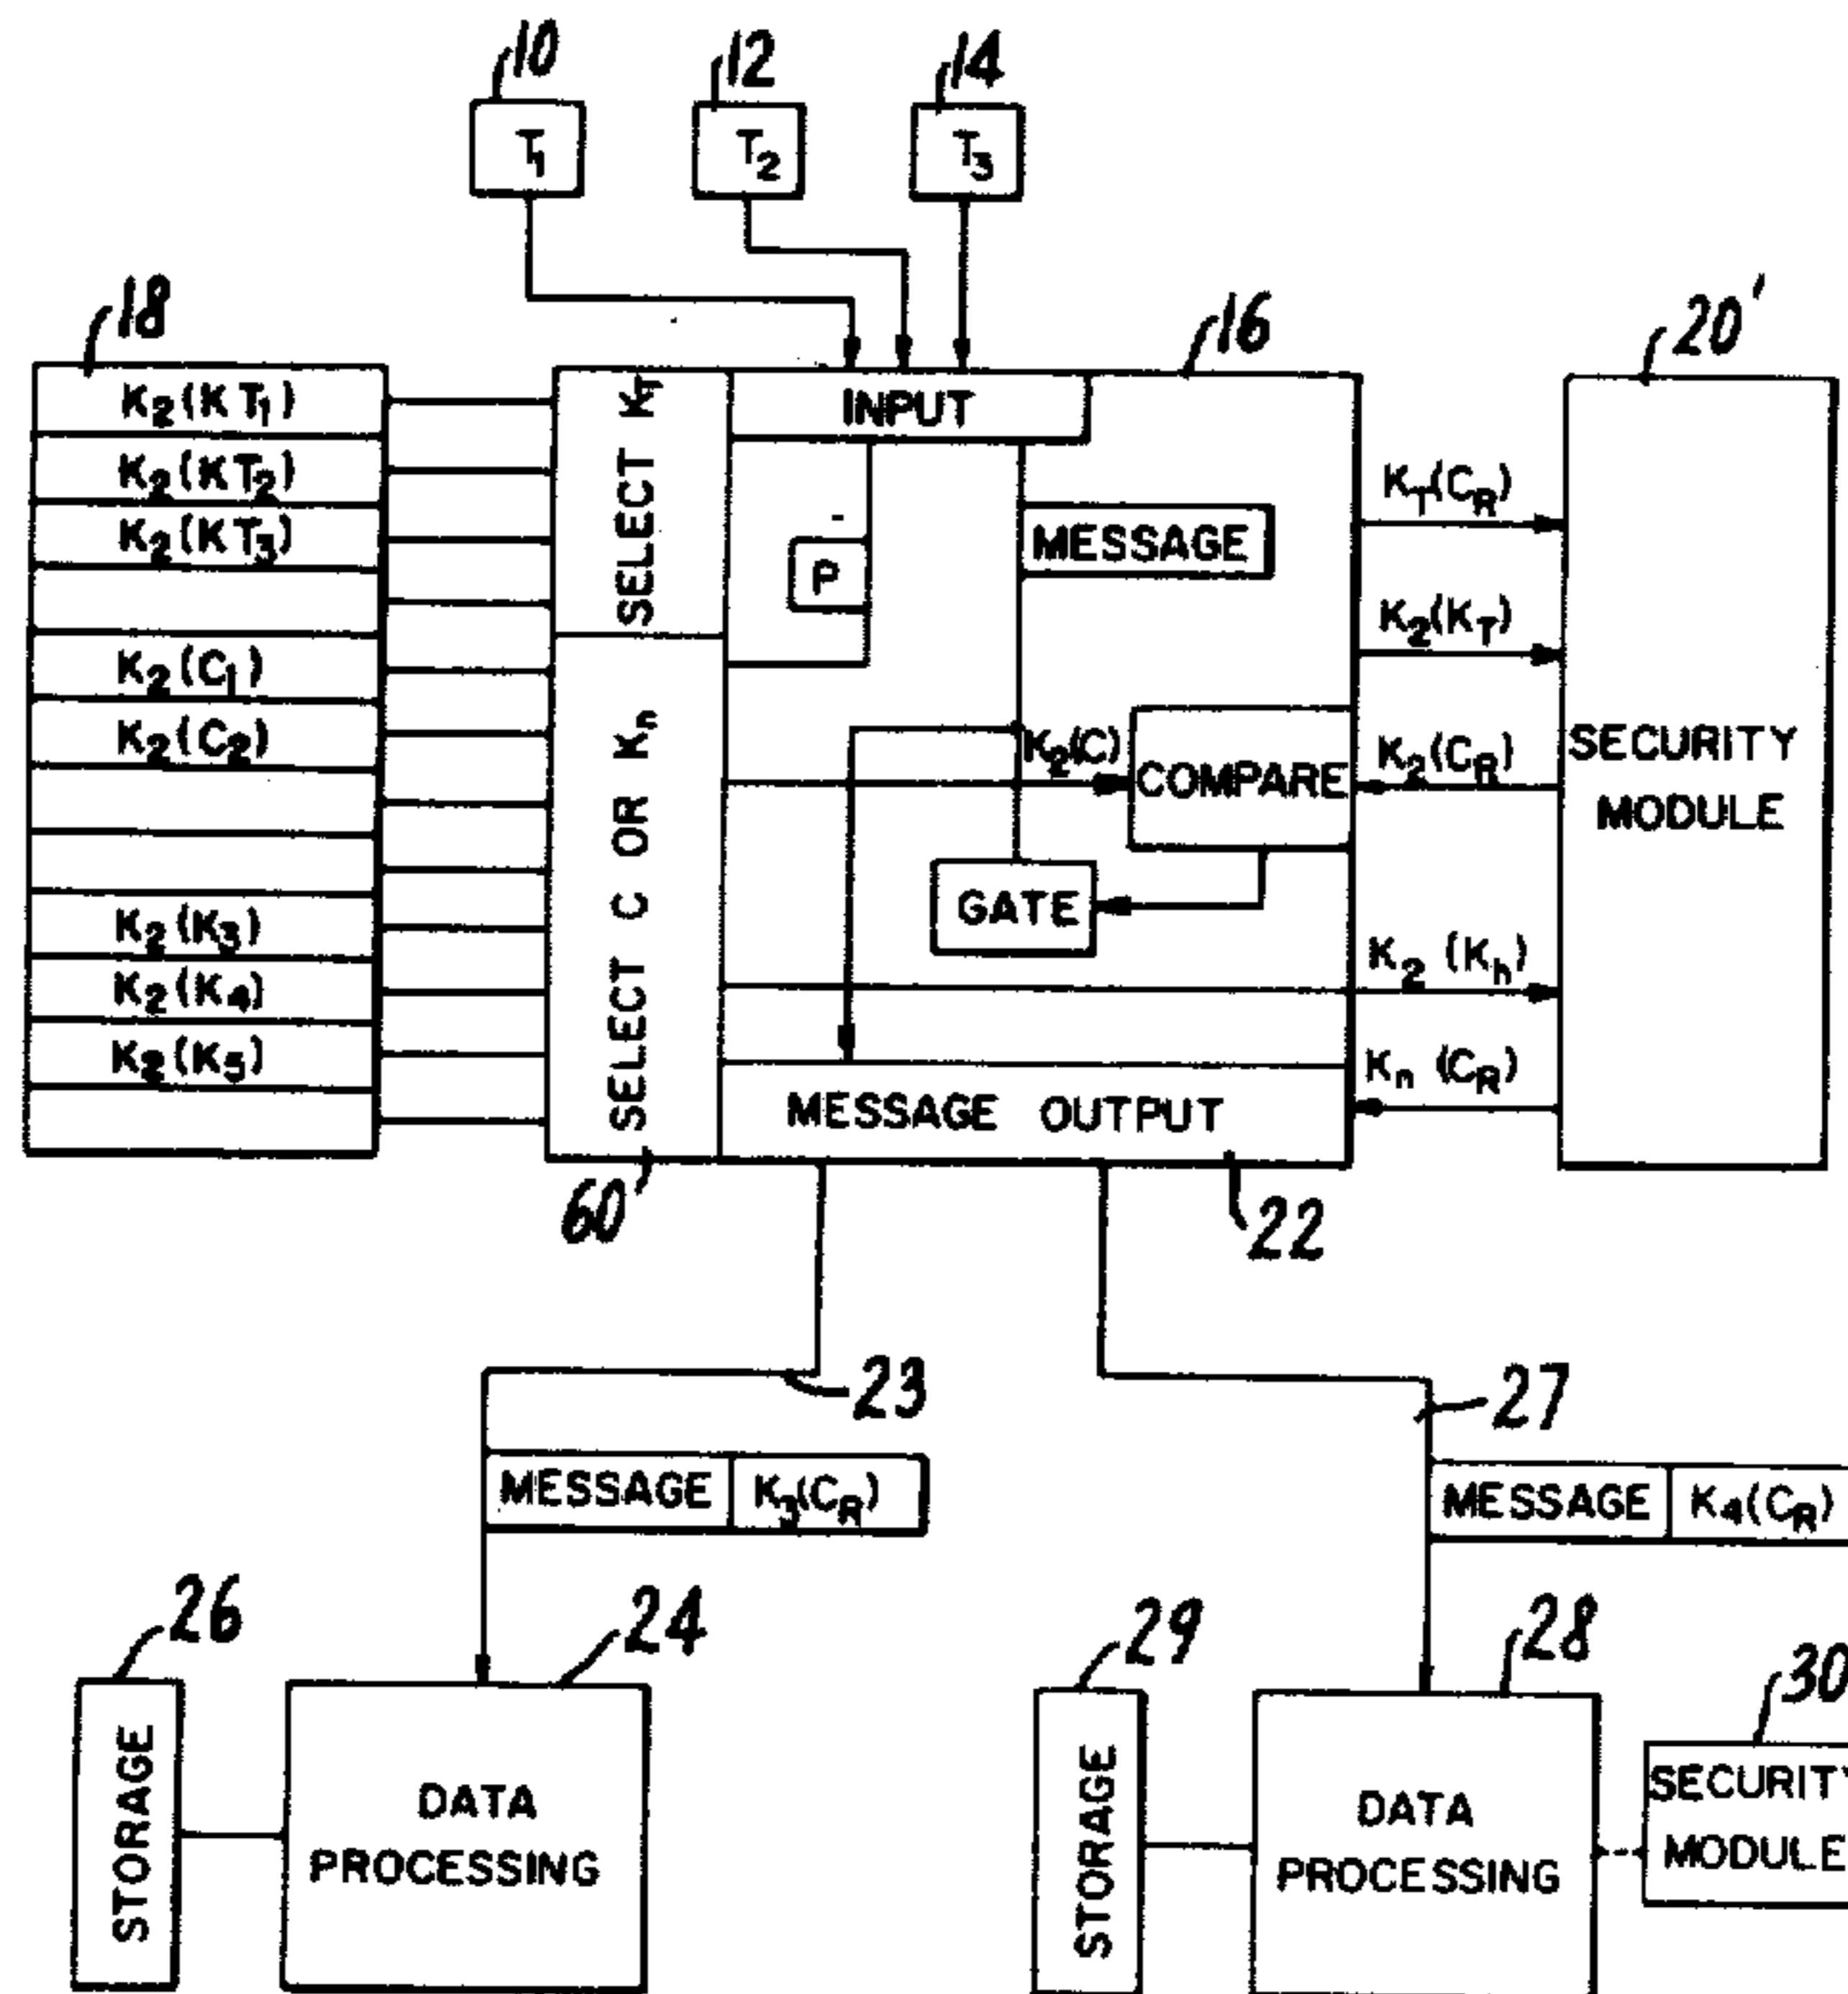 10
12
14
T1
T2
T3
18
16
20'
K2(KT1)
K2(KT2)
K2(KT3)
K2(C1)
K2(C2)
K2(K3)
K2(K4)
K2(K5)
SELECT KT
SELECT C OR Kn
INPUT
P
MESSAGE
K2(C)
COMPARE
GATE
MESSAGE OUTPUT
KT(CR)
K2(KT)
K2(CR)
K2(Kh)
Kn (CR)
SECURITY
MODULE
60
22
23
27
MESSAGE K3(CR)
MESSAGE K4(CR)
26
24
29
28
30
STORAGE
DATA
PROCESSING
STORAGE
DATA
PROCESSING
SECURITY
MODULE